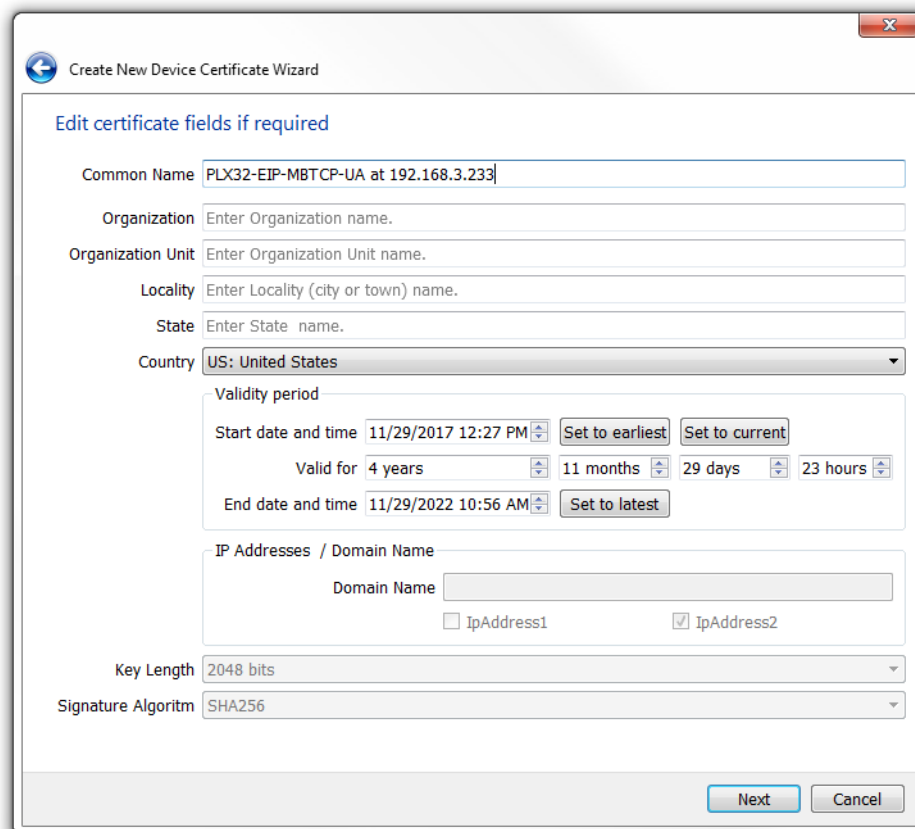 Create New Device Certificate Wizard
Edit certificate fields if required
Common Name PLX32-EIP-MBTCP-UA at 192.168.3.233
Organization Enter Organization name.
Organization Unit Enter Organization Unit name.
Locality Enter Locality (city or town) name.
State Enter State  name.
Country US: United States
Validity period
Start date and time 11/29/2017 12:27 PM Set to earliest Set to current
Valid for 4 years 11 months 29 days 23 hours
End date and time 11/29/2022 10:56 AM Set to latest
IP Addresses  / Domain Name
Domain Name
IpAddress1 IpAddress2
Key Length 2048 bits
Signature Algoritm SHA256
Next Cancel